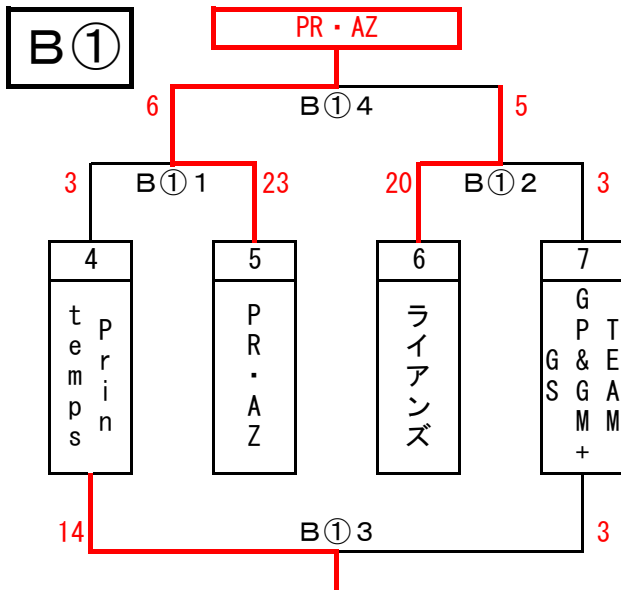 B①
PR・AZ
6
B①4
5
3
B①1
23
20
B①2
3
4
5
6
7
Prin
temps
PR・AZ
ライアンズ
TEAM
GP&GM+
GS
14
B①3
3